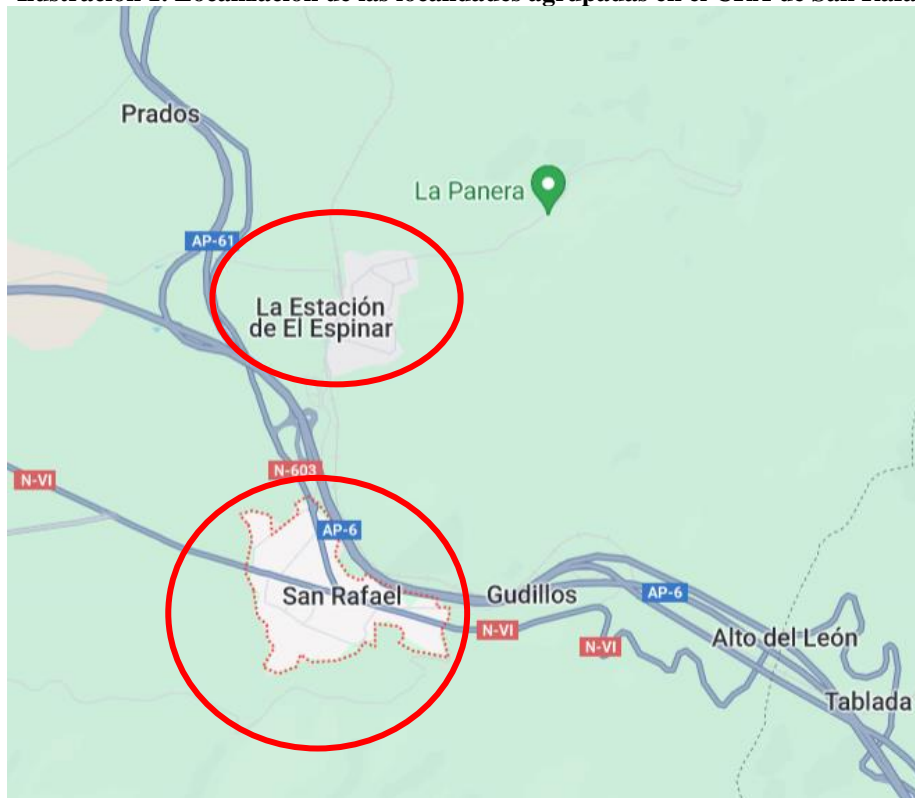 Prados
La Panera
AP-61
La Estación
de El Espinar
N-603
N-VI
AP-6
San Rafael
Gudillos
AP-6
N-VI
N-VI
Alto del León
Tablada